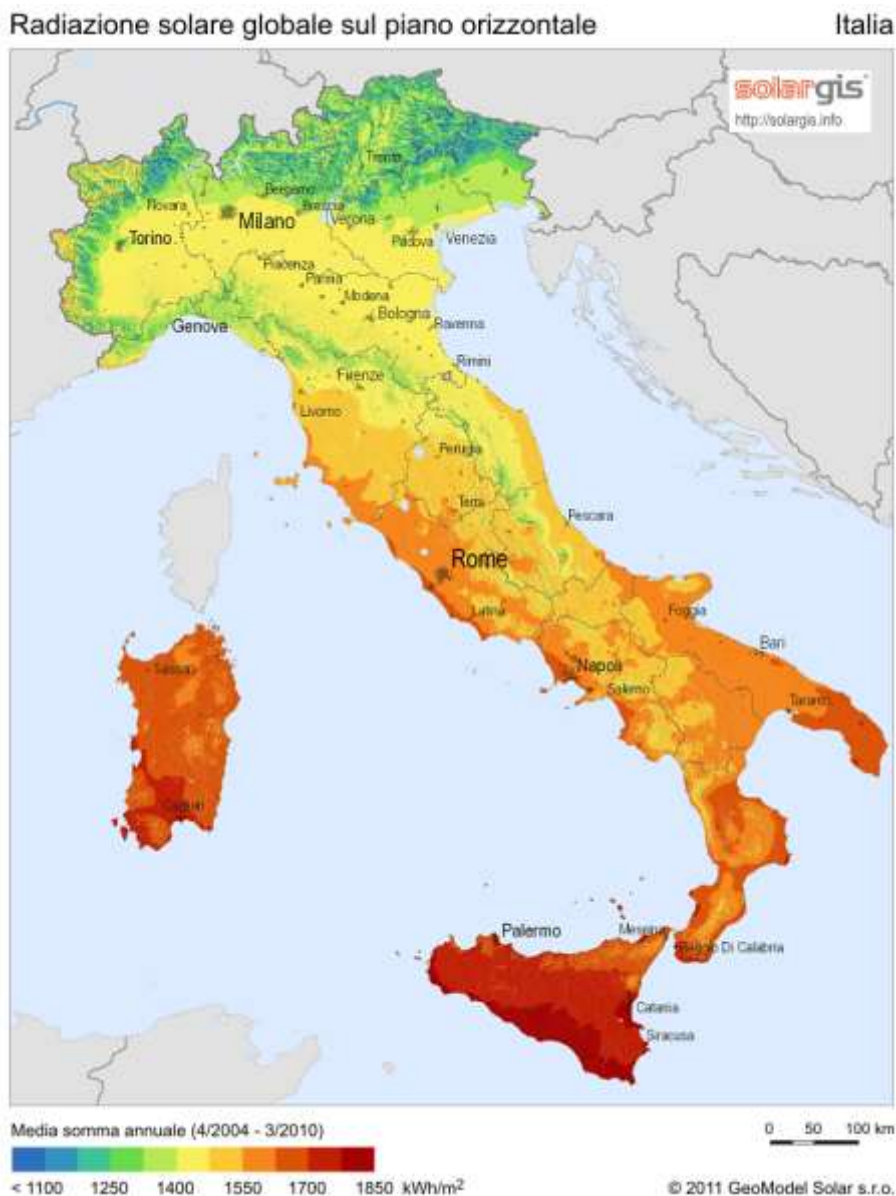 Radiazione solare globale sul piano orizzontale
Italia
solargis
http://solargis.info
Trento
Bergamo
Novara
Brescia
Milano
Verona
Torino
Padova
Venezia
Piacenza
Parma
Modena
Bologna
Genova
Ravenna
Rimini
Firenze
Livorno
Perugia
Terni
Pescara
Rome
Latina
Foggia
Bari
Napoli
Salerno
Taranto
Sassari
Cagliari
Palermo
Messina
Reggio Di Calabria
Catania
Siracusa
Media somma annuale (4/2004 - 3/2010)
0 50 100 km
< 1100 1250 1400 1550 1700 1850 kWh/m²
© 2011 GeoModel Solar s.r.o.